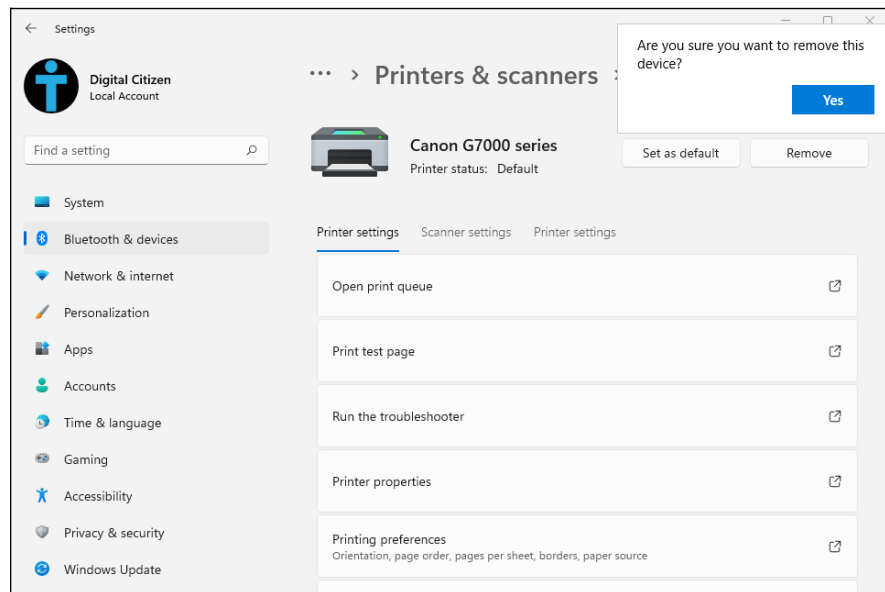 Settings
Are you sure you want to remove this
device?
Yes
Digital Citizen
Local Account
Find a setting
System
Bluetooth & devices
Network & internet
Personalization
Apps
Accounts
Time & language
Gaming
Accessibility
Privacy & security
Windows Update
··· > Printers & scanners >
Canon G7000 series
Printer status: Default
Set as default
Remove
Printer settings
Scanner settings
Printer settings
Open print queue
Print test page
Run the troubleshooter
Printer properties
Printing preferences
Orientation, page order, pages per sheet, borders, paper source